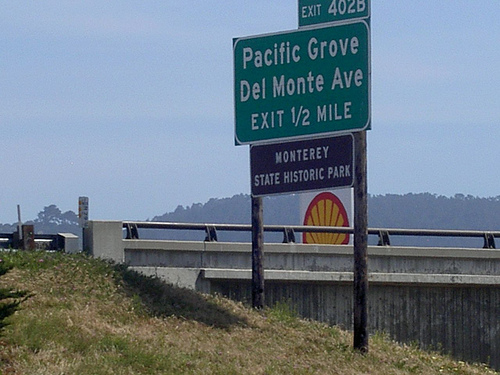 EXIT 402B
Pacific Grove
Del Monte Ave
EXIT 1/2 MILE
MONTEREY
STATE HISTORIC PARK